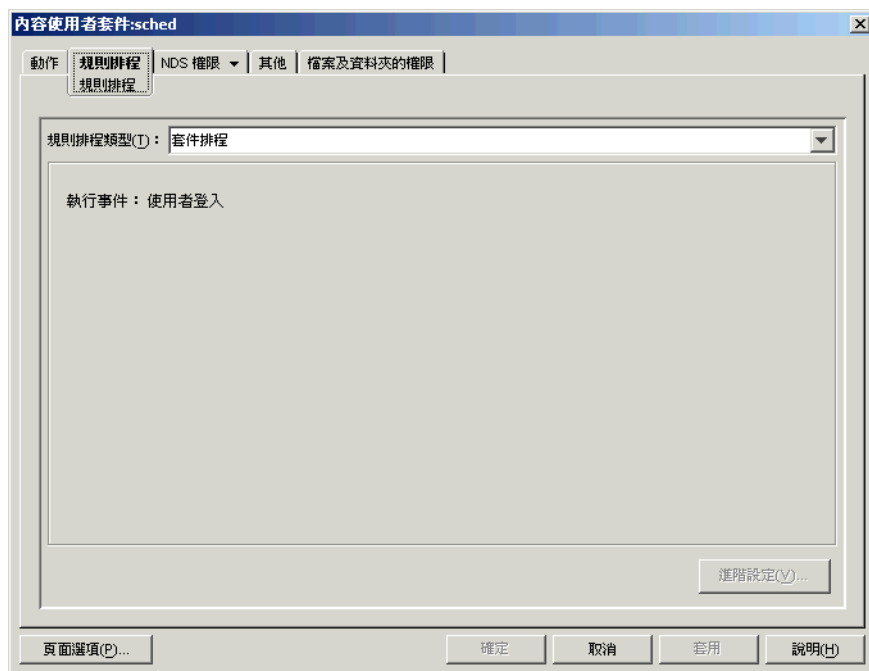 內容使用者套件:sched
動作 規則排程 NDS 權限 其他 檔案及資料夾的權限
規則排程
規則排程類型(T)： 套件排程
執行事件： 使用者登入
進階設定(V)...
頁面選項(P)... 確定 取消 套用 說明(H)